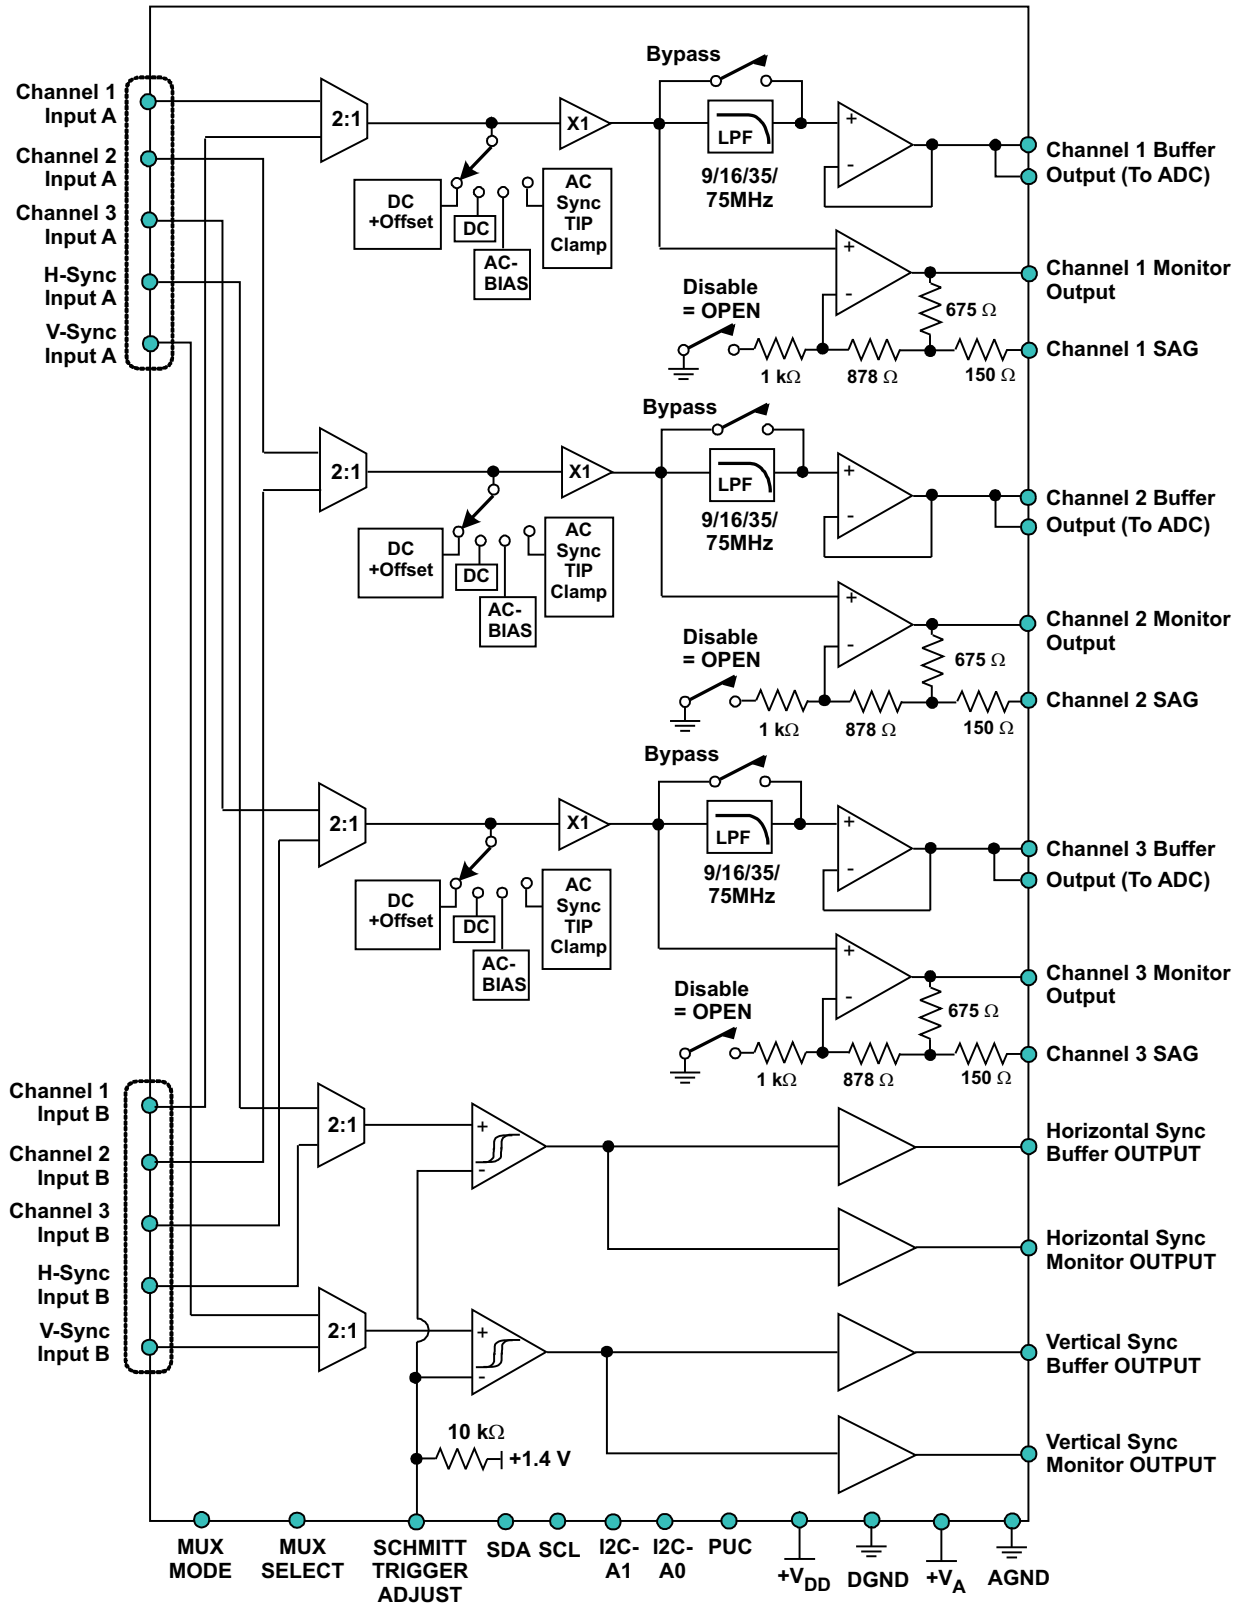 Channel 1
Input A
Channel 2
Input A
Channel 3
Input A
H-Sync
Input A
V-Sync
Input A
2:1
DC
+Offset
DC
AC-
BIAS
AC
Sync
TIP
Clamp
X1
Bypass
LPF
9/16/35/
75MHz
+
-
Channel 1 Buffer
Output (To ADC)
+
-
Channel 1 Monitor
Output
Disable
= OPEN
675 Ω
1 kΩ
878 Ω
150 Ω
Channel 1 SAG
2:1
DC
+Offset
DC
AC-
BIAS
AC
Sync
TIP
Clamp
X1
Bypass
LPF
9/16/35/
75MHz
+
-
Channel 2 Buffer
Output (To ADC)
+
-
Channel 2 Monitor
Output
Disable
= OPEN
675 Ω
1 kΩ
878 Ω
150 Ω
Channel 2 SAG
2:1
DC
+Offset
DC
AC-
BIAS
AC
Sync
TIP
Clamp
X1
Bypass
LPF
9/16/35/
75MHz
+
-
Channel 3 Buffer
Output (To ADC)
+
-
Channel 3 Monitor
Output
Disable
= OPEN
675 Ω
1 kΩ
878 Ω
150 Ω
Channel 3 SAG
Channel 1
Input B
Channel 2
Input B
Channel 3
Input B
H-Sync
Input B
V-Sync
Input B
2:1
+
-
Horizontal Sync
Buffer OUTPUT
Horizontal Sync
Monitor OUTPUT
2:1
+
-
Vertical Sync
Buffer OUTPUT
Vertical Sync
Monitor OUTPUT
10 kΩ
+1.4 V
MUX
MODE
MUX
SELECT
SCHMITT
TRIGGER
ADJUST
SDA
SCL
I2C-
A1
I2C-
A0
PUC
+VDD
DGND
+VA
AGND